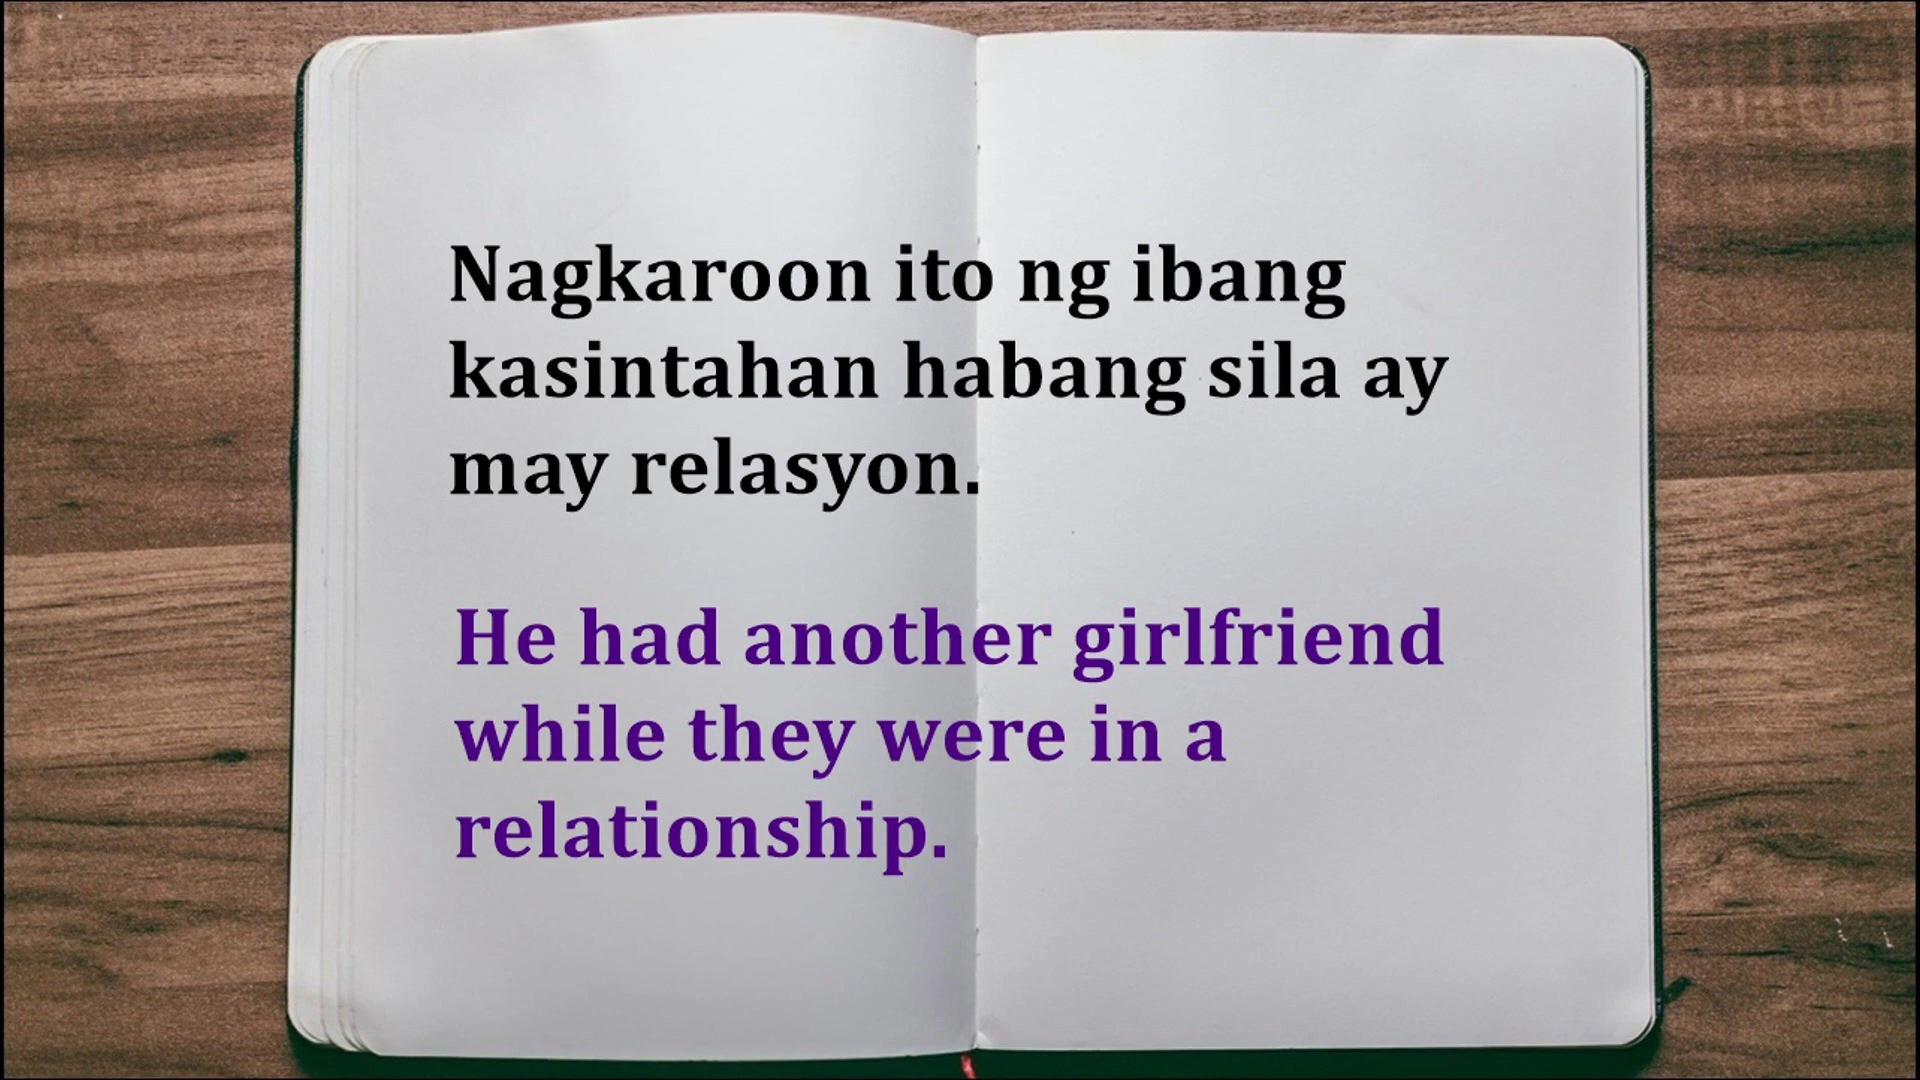 Nagkaroon ito ng ibang
kasintahan habang sila ay
may relasyon.
He had another girlfriend
while they were in a
relationship.